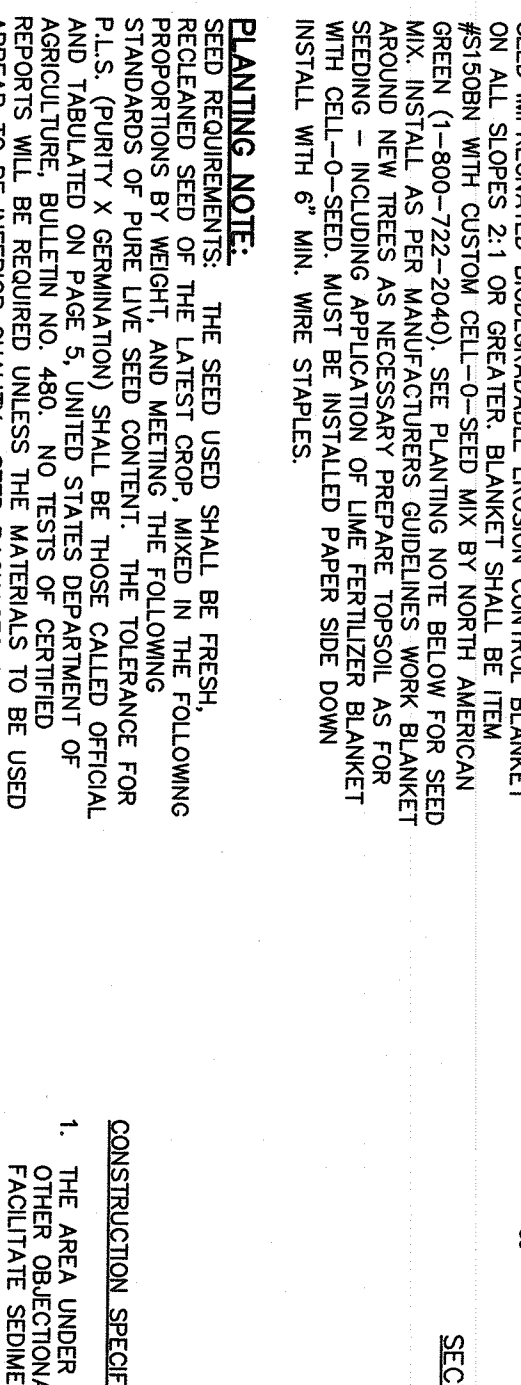 ON ALL SLOPES 2:1 OR GREATER. BLANKET SHALL BE ITEM
#S150BN WITH CUSTOM CELL-O-SEED MIX BY NORTH AMERICAN
GREEN (1-800-722-2040). SEE PLANTING NOTE BELOW FOR SEED
MIX. INSTALL AS PER MANUFACTURERS GUIDELINES WORK BLANKET
AROUND NEW TREES AS NECESSARY PREPARE TOPSOIL AS FOR
SEEDING - INCLUDING APPLICATION OF LIME FERTILIZER BLANKET
WITH CELL-O-SEED. MUST BE INSTALLED PAPER SIDE DOWN
INSTALL WITH 6" MIN. WIRE STAPLES.
PLANTING NOTE:
SEED REQUIREMENTS: THE SEED USED SHALL BE FRESH,
RECLEANED SEED OF THE LATEST CROP, MIXED IN THE FOLLOWING
PROPORTIONS BY WEIGHT, AND MEETING THE FOLLOWING
STANDARDS OF PURE LIVE SEED CONTENT. THE TOLERANCE FOR
P.L.S. (PURITY X GERMINATION) SHALL BE THOSE CALLED OFFICIAL
AND TABULATED ON PAGE 5, UNITED STATES DEPARTMENT OF
AGRICULTURE, BULLETIN NO. 480. NO TESTS OF CERTIFIED
REPORTS WILL BE REQUIRED UNLESS THE MATERIALS TO BE USED
SEC
CONSTRUCTION SPECIF
1. THE AREA UNDER
OTHER OBJECTIONA
FACILITATE SEDIME